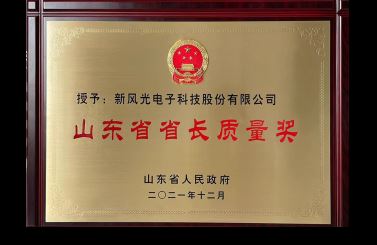 授予：新风光电子科技股份有限公司
山东省省长质量奖
山东省人民政府
二〇二一年十二月